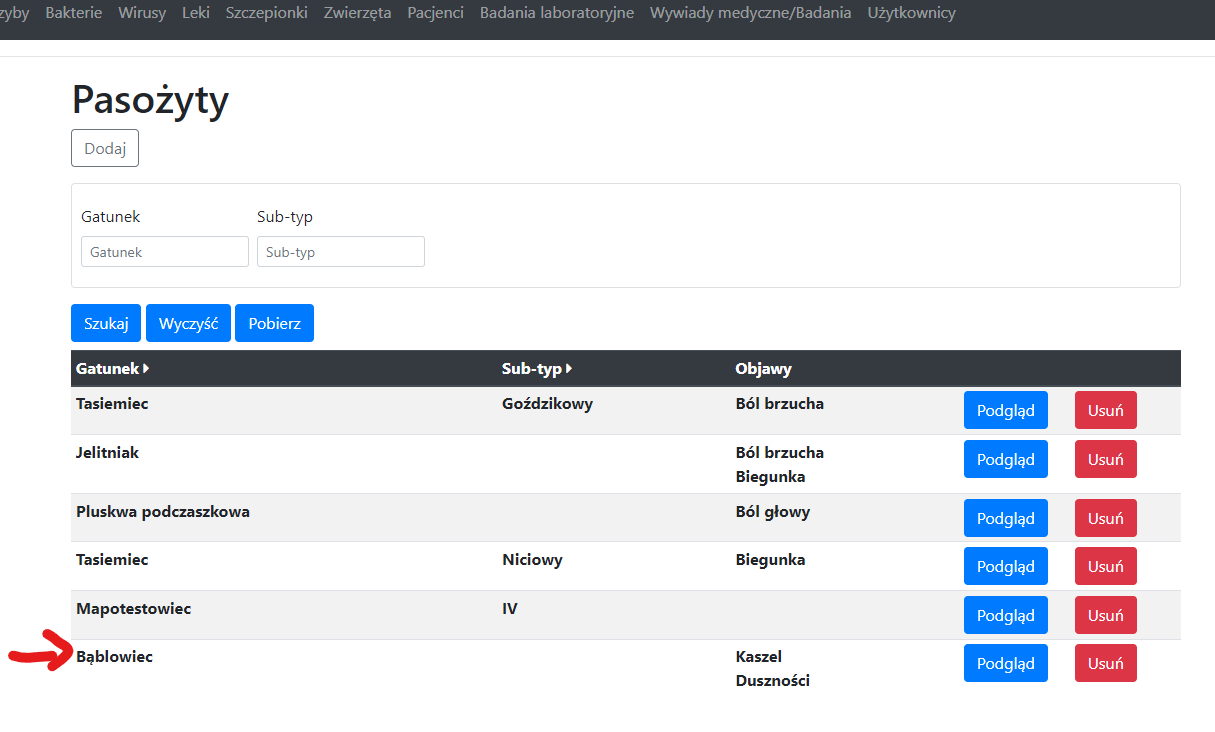 zyby Bakterie Wirusy Leki Szczepionki Zwierzęta Pacjenci Badania laboratoryjne Wywiady medyczne/Badania Użytkownicy
Pasożyty
Dodaj
Gatunek Sub-typ
Gatunek Sub-typ
Szukaj Wyczyść Pobierz
Gatunek Sub-typ Objawy
Tasiemiec Goździkowy Ból brzucha Podgląd Usuń
Jelitniak Ból brzucha Podgląd Usuń
Biegunka
Pluskwa podczaszkowa Ból głowy Podgląd Usuń
Tasiemiec Niciowy Biegunka Podgląd Usuń
Mapotestowiec IV Podgląd Usuń
Bąblowiec Kaszel Podgląd Usuń
Duszności